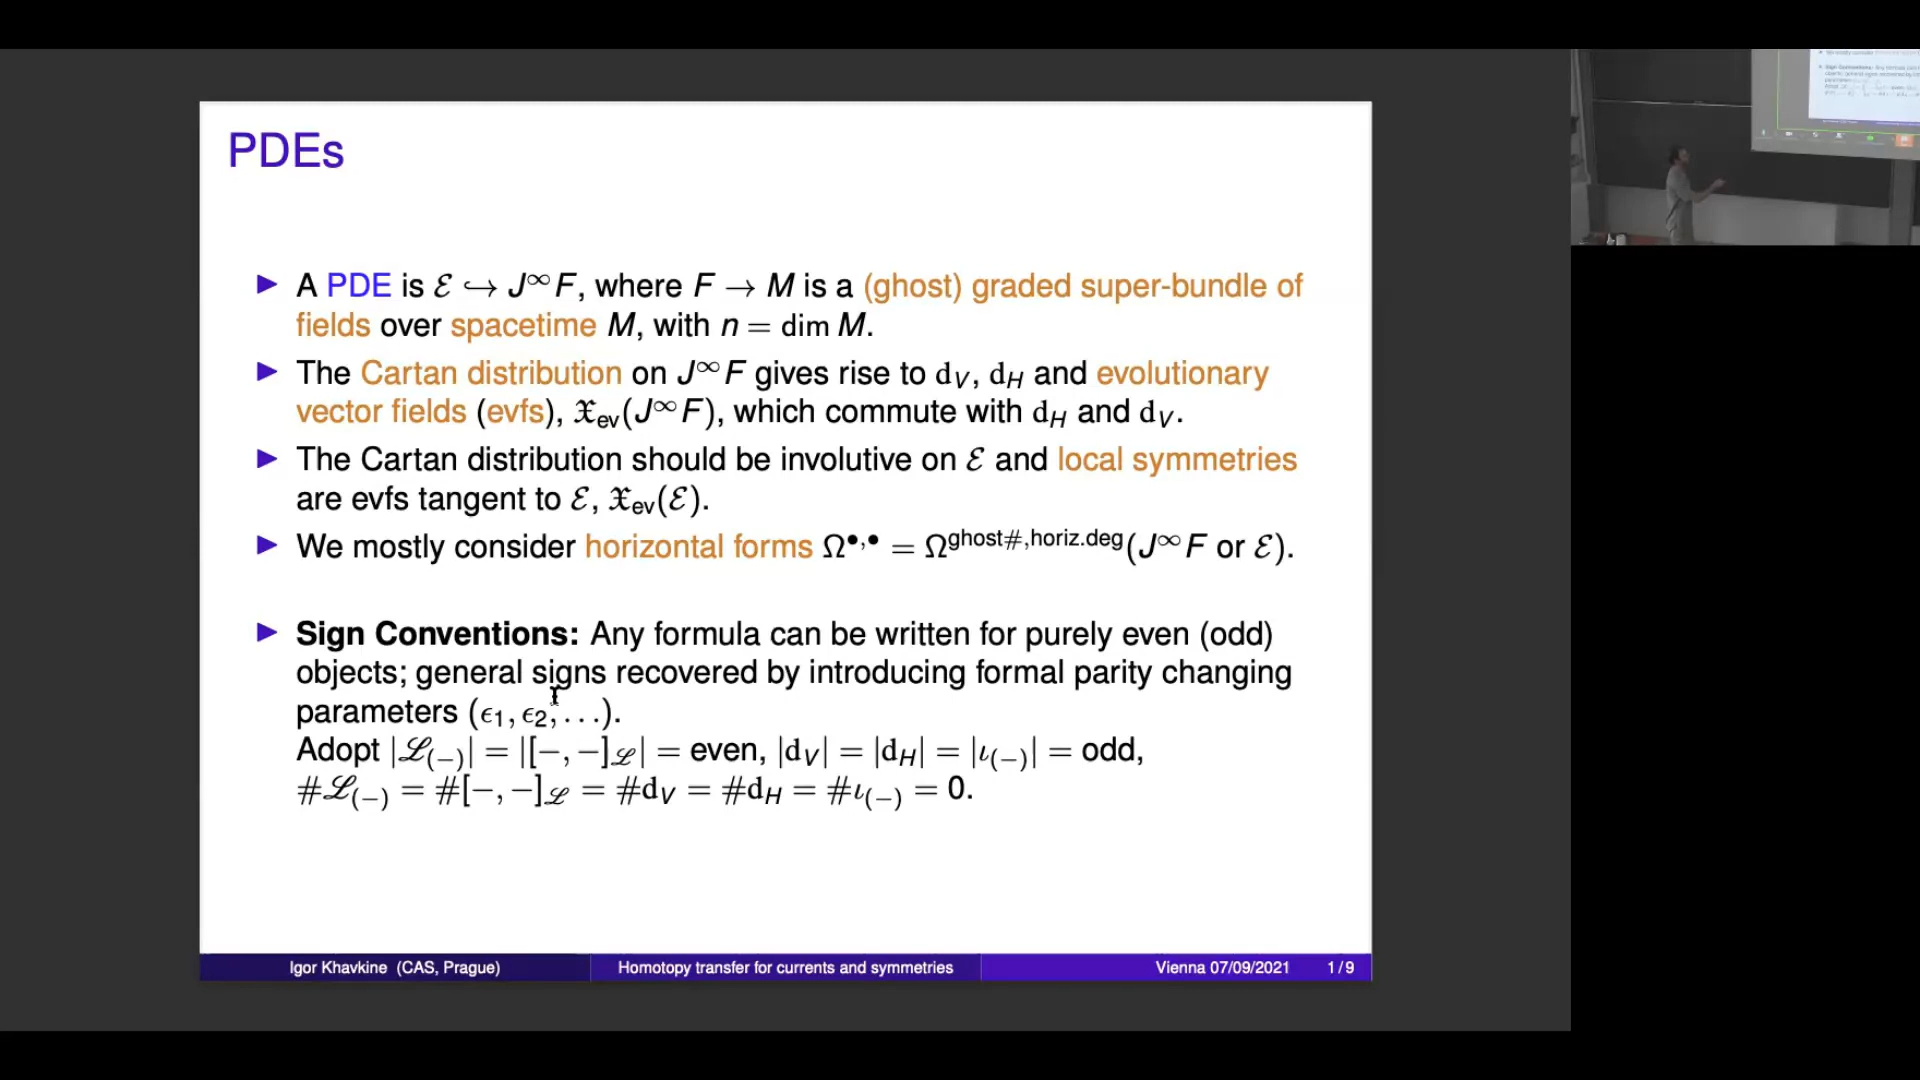 PDEs
▶ A PDE is ℰ ↪ J^∞F, where F → M is a (ghost) graded super-bundle of
fields over spacetime M, with n = dim M.
▶ The Cartan distribution on J^∞F gives rise to d_V, d_H and evolutionary
vector fields (evfs), 𝔛_ev(J^∞F), which commute with d_H and d_V.
▶ The Cartan distribution should be involutive on ℰ and local symmetries
are evfs tangent to ℰ, 𝔛_ev(ℰ).
▶ We mostly consider horizontal forms Ω^{•,•} = Ω^{ghost#,horiz.deg}(J^∞F or ℰ).
▶ Sign Conventions: Any formula can be written for purely even (odd)
objects; general signs recovered by introducing formal parity changing
parameters (ϵ₁, ϵ₂, . . .).
Adopt |ℒ_(−)| = |[−, −]_ℒ| = even, |d_V| = |d_H| = |ι_(−)| = odd,
#ℒ_(−) = #[−, −]_ℒ = #d_V = #d_H = #ι_(−) = 0.
Igor Khavkine (CAS, Prague) Homotopy transfer for currents and symmetries Vienna 07/09/2021 1 / 9